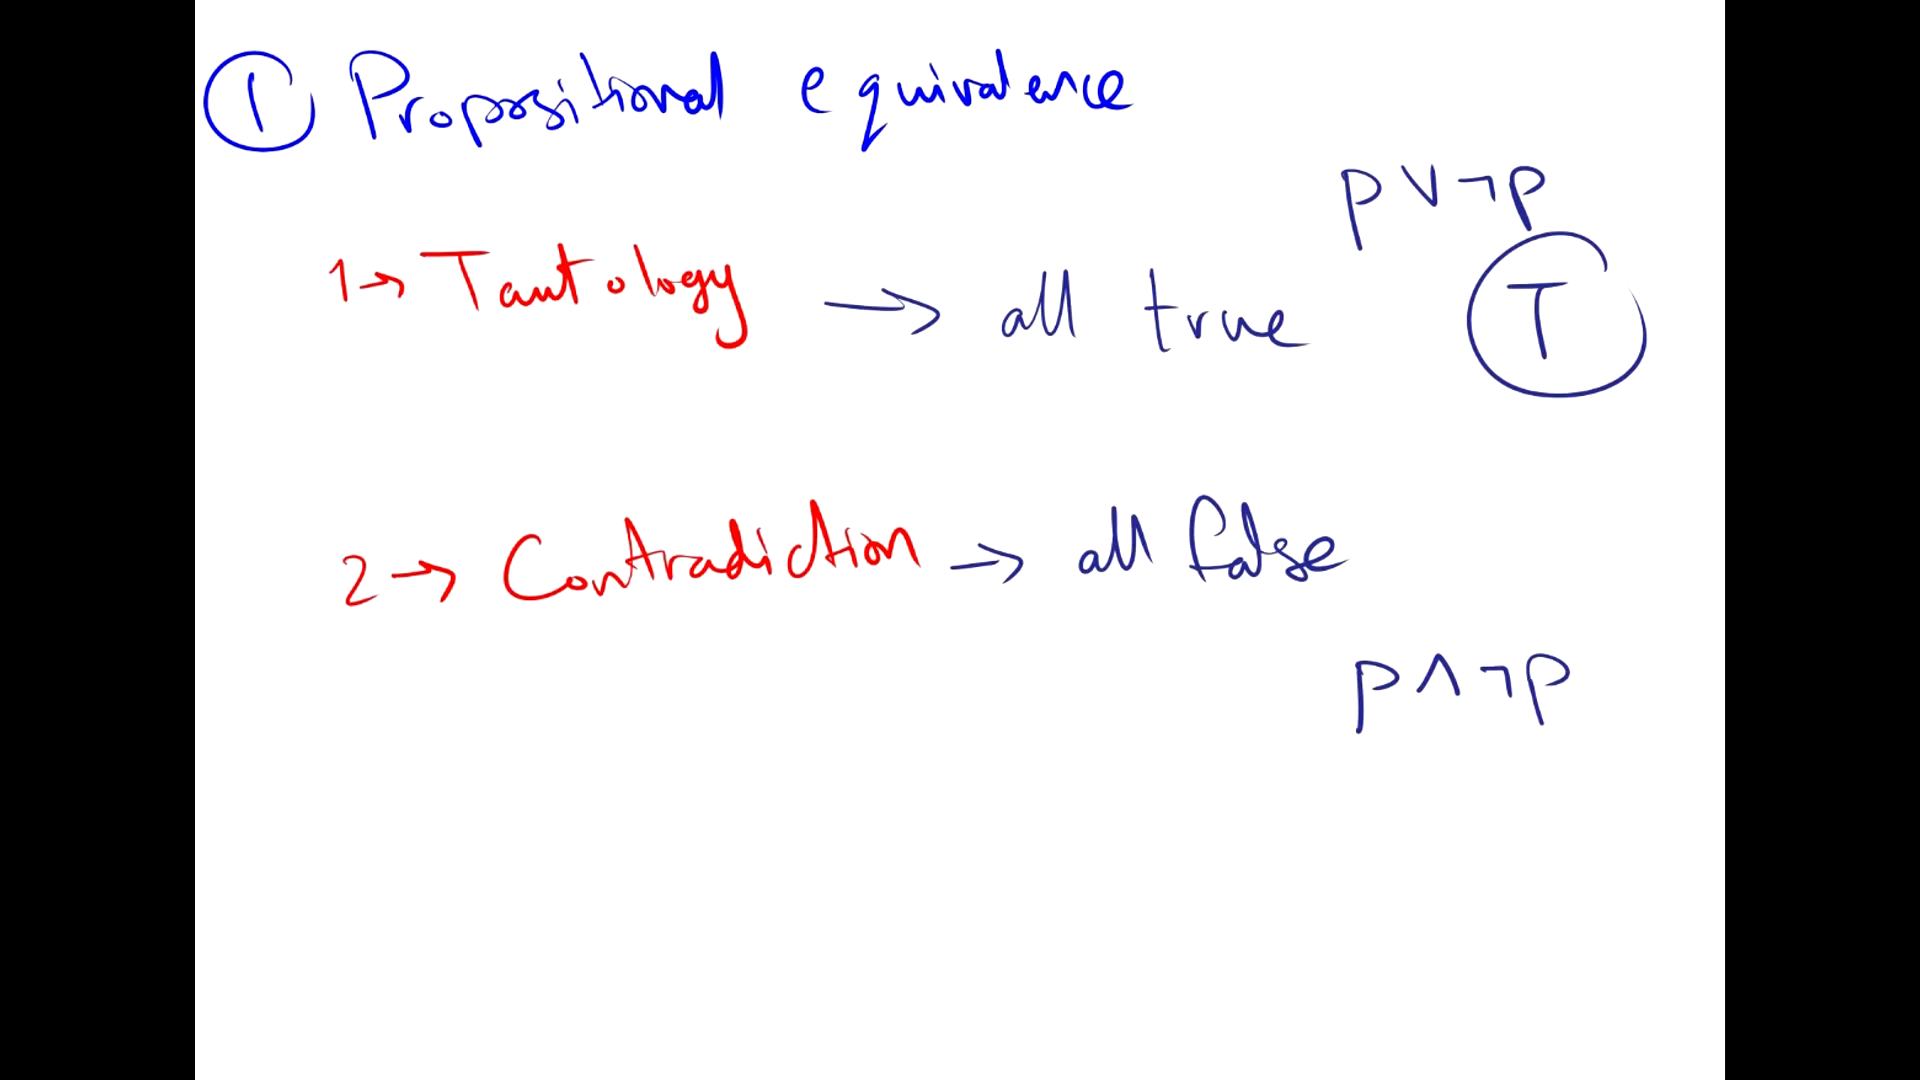 ① Propositional equivalence
p ∨ ¬p
1→ Tautology → all true T
2→ Contradiction → all false
p ∧ ¬p